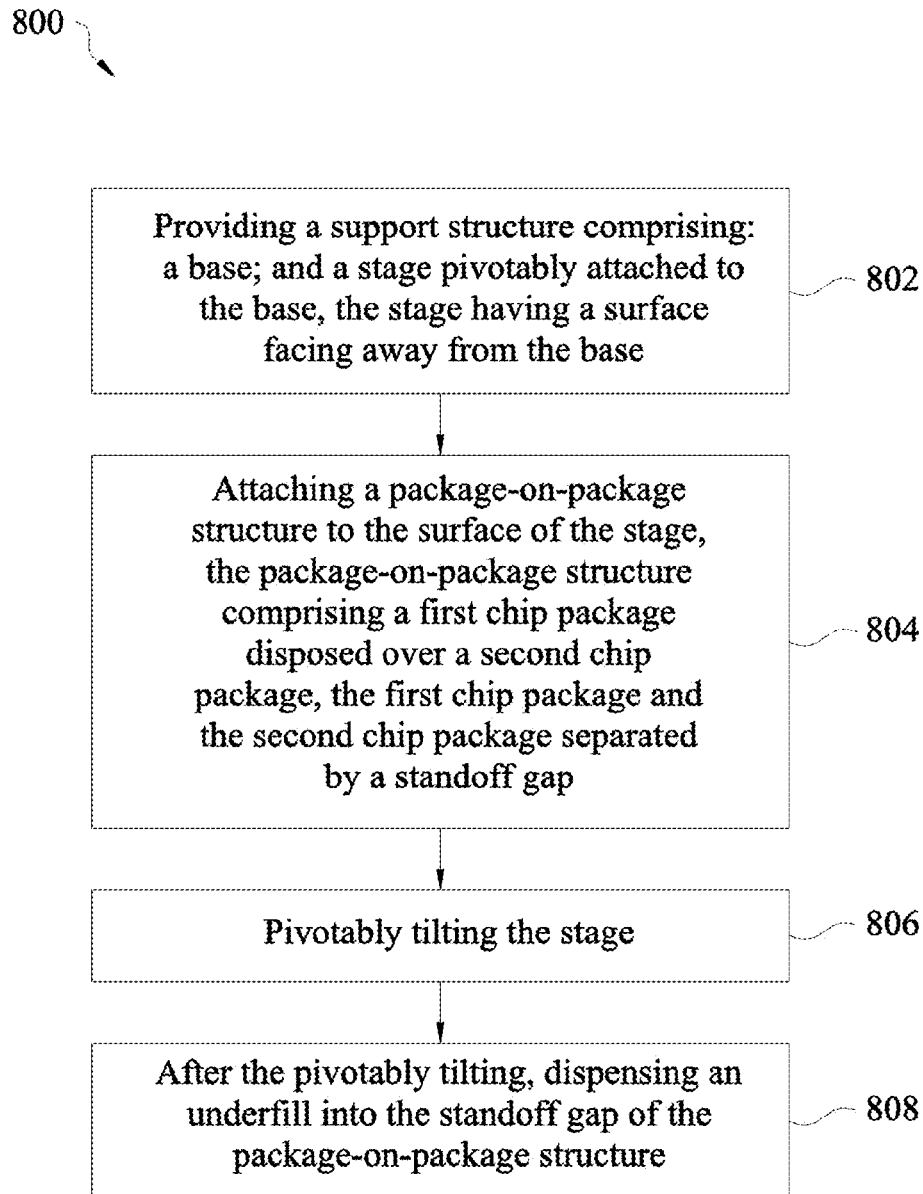 800
Providing a support structure comprising:
a base; and a stage pivotably attached to
the base, the stage having a surface
facing away from the base
802
Attaching a package-on-package
structure to the surface of the stage,
the package-on-package structure
comprising a first chip package
disposed over a second chip
package, the first chip package and
the second chip package separated
by a standoff gap
804
Pivotably tilting the stage
806
After the pivotably tilting, dispensing an
underfill into the standoff gap of the
package-on-package structure
808